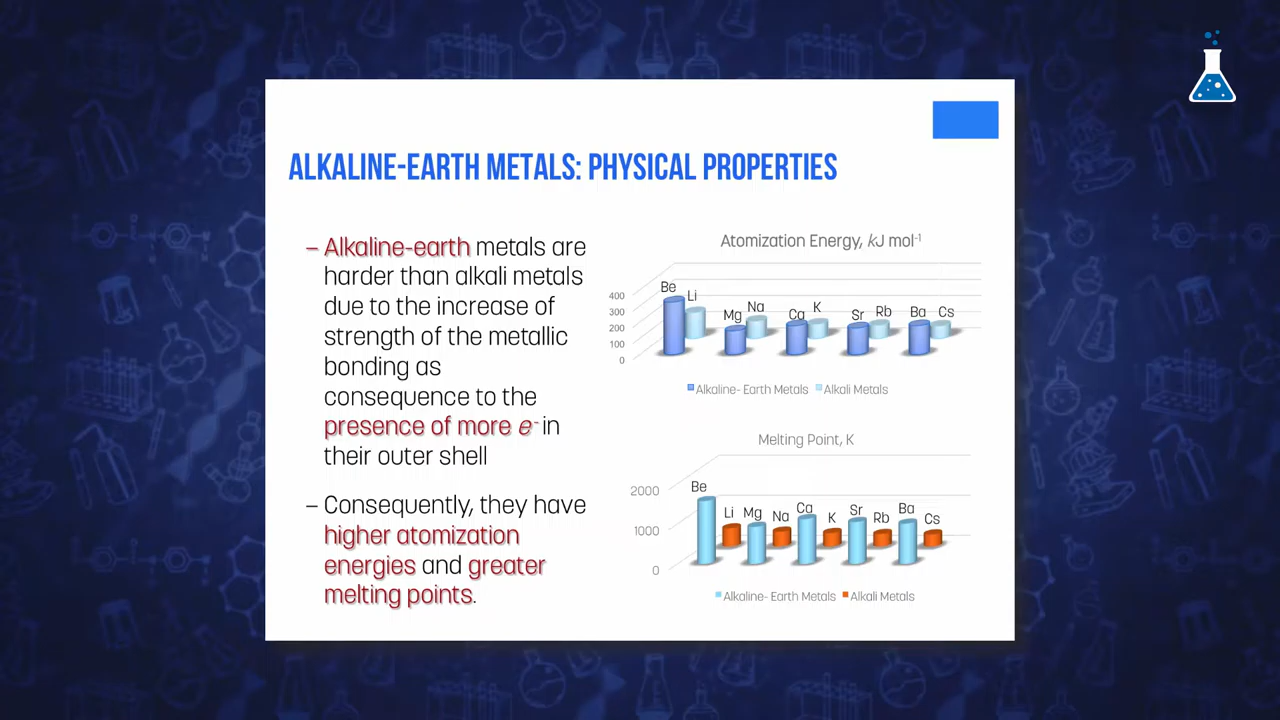 ALKALINE-EARTH METALS: PHYSICAL PROPERTIES
– Alkaline-earth metals are
harder than alkali metals
due to the increase of
strength of the metallic
bonding as
consequence to the
presence of more e- in
their outer shell
– Consequently, they have
higher atomization
energies and greater
melting points.
Atomization Energy, kJ mol-1
400
300
200
100
0
Be
Li
Mg
Na
Ca
K
Sr
Rb
Ba
Cs
Alkaline- Earth Metals
Alkali Metals
Melting Point, K
2000
1000
0
Be
Li
Mg
Na
Ca
K
Sr
Rb
Ba
Cs
Alkaline- Earth Metals
Alkali Metals